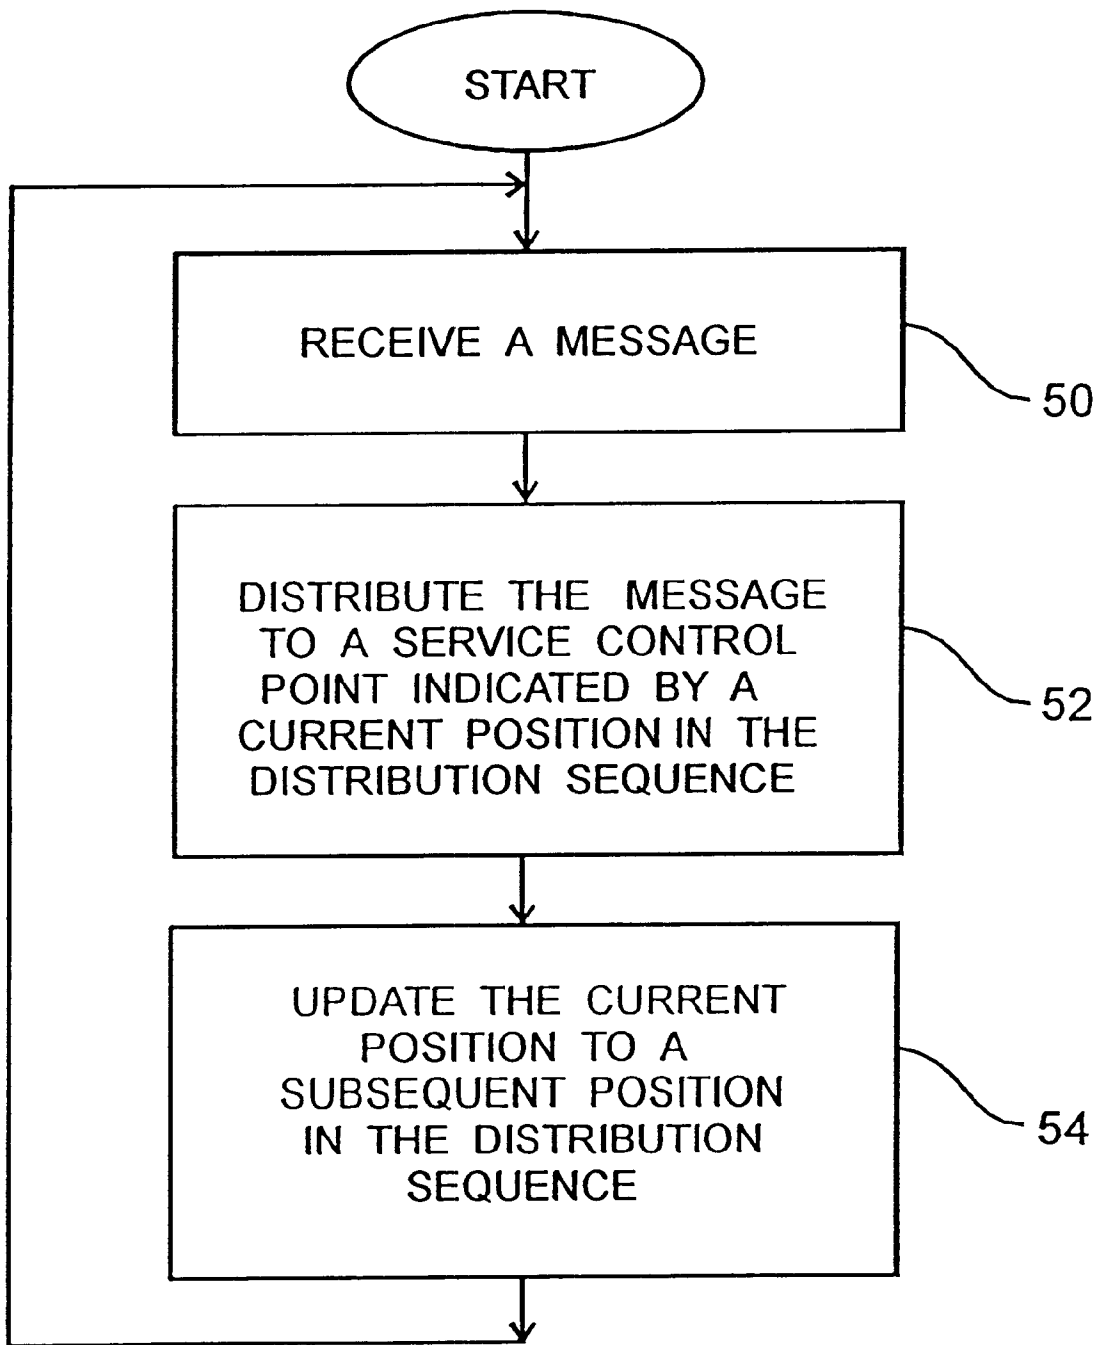 START
RECEIVE A MESSAGE
50
DISTRIBUTE THE MESSAGE
TO A SERVICE CONTROL
POINT INDICATED BY A
CURRENT POSITION IN THE
DISTRIBUTION SEQUENCE
52
UPDATE THE CURRENT
POSITION TO A
SUBSEQUENT POSITION
IN THE DISTRIBUTION
SEQUENCE
54